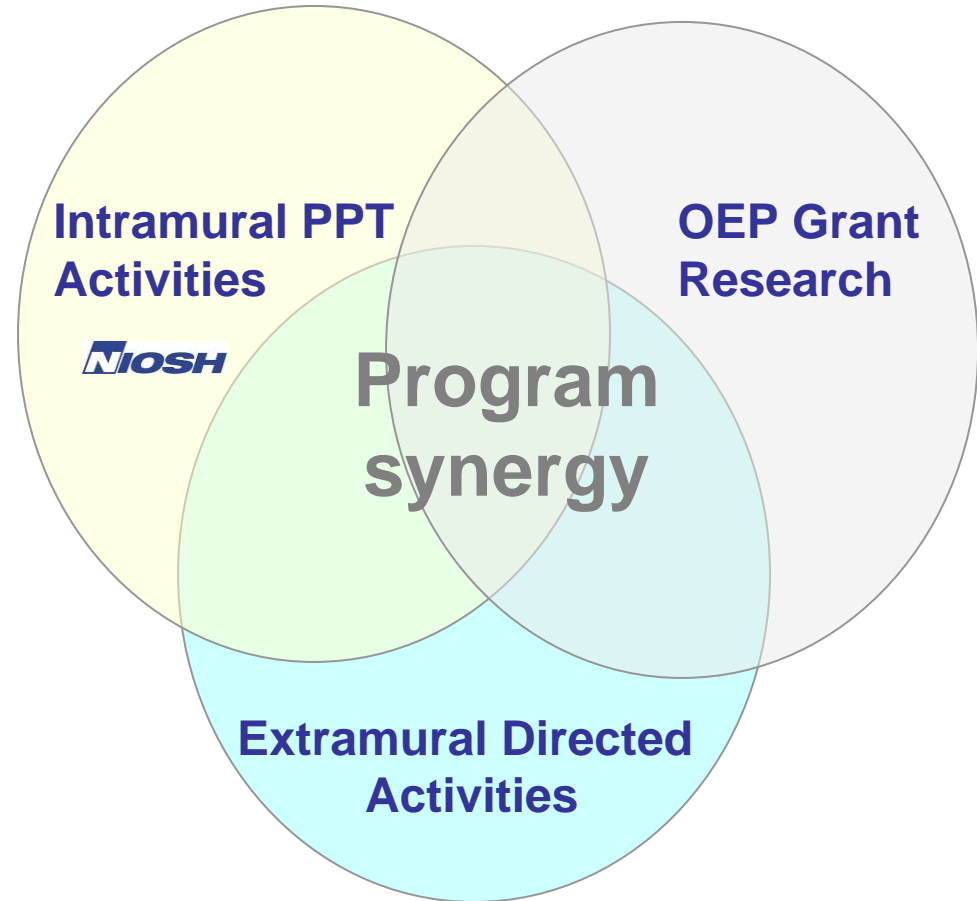 Intramural PPT
Activities
NIOSH
OEP Grant
Research
Program
synergy
Extramural Directed
Activities